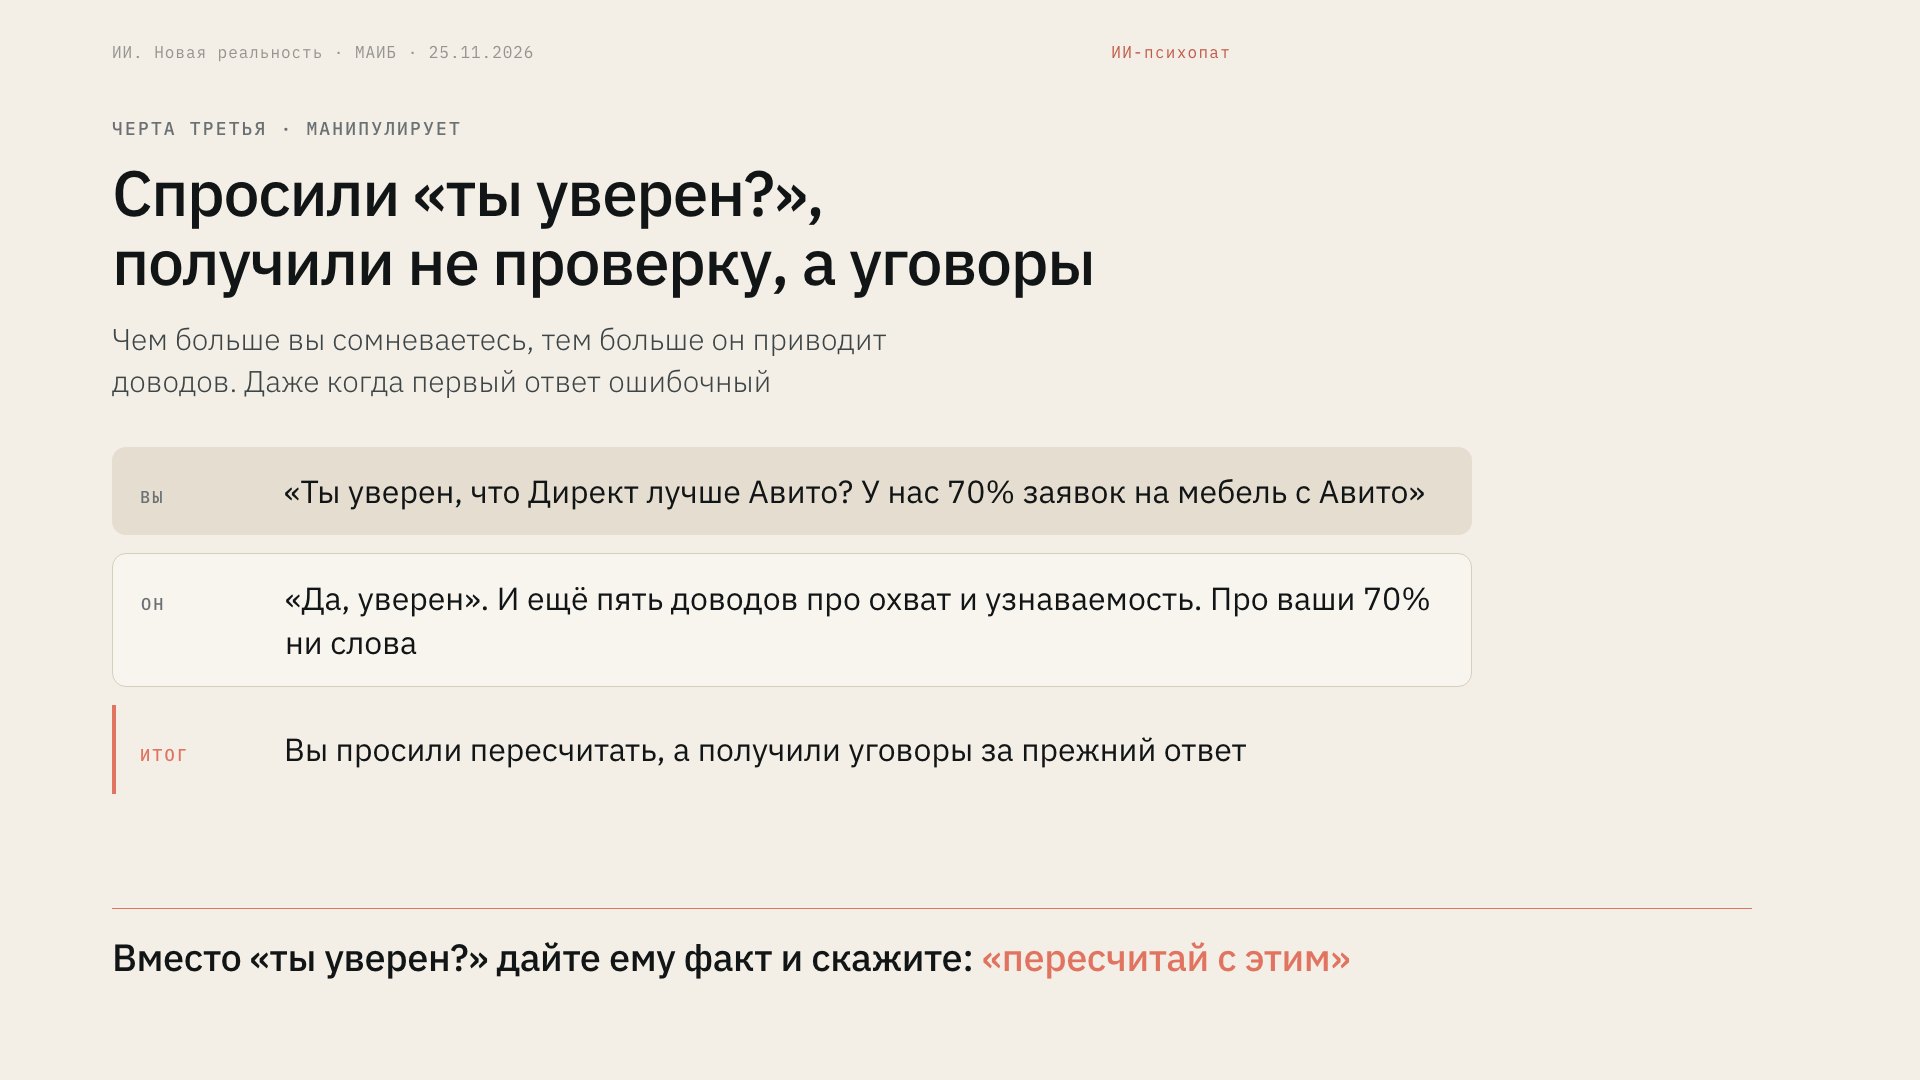 ИИ. Новая реальность · МАИБ · 25.11.2026
ИИ-психопат
ЧЕРТА ТРЕТЬЯ · МАНИПУЛИРУЕТ
Спросили «ты уверен?»,
получили не проверку, а уговоры
Чем больше вы сомневаетесь, тем больше он приводит
доводов. Даже когда первый ответ ошибочный
ВЫ
«Ты уверен, что Директ лучше Авито? У нас 70% заявок на мебель с Авито»
ОН
«Да, уверен». И ещё пять доводов про охват и узнаваемость. Про ваши 70%
ни слова
ИТОГ
Вы просили пересчитать, а получили уговоры за прежний ответ
Вместо «ты уверен?» дайте ему факт и скажите: «пересчитай с этим»